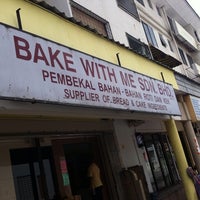 BAKE WITH ME SDN. BHD.
PEMBEKAL BAHAN - BAHAN ROTI DAN KEK
SUPPLIER OF BREAD & CAKE INGREDIENTS